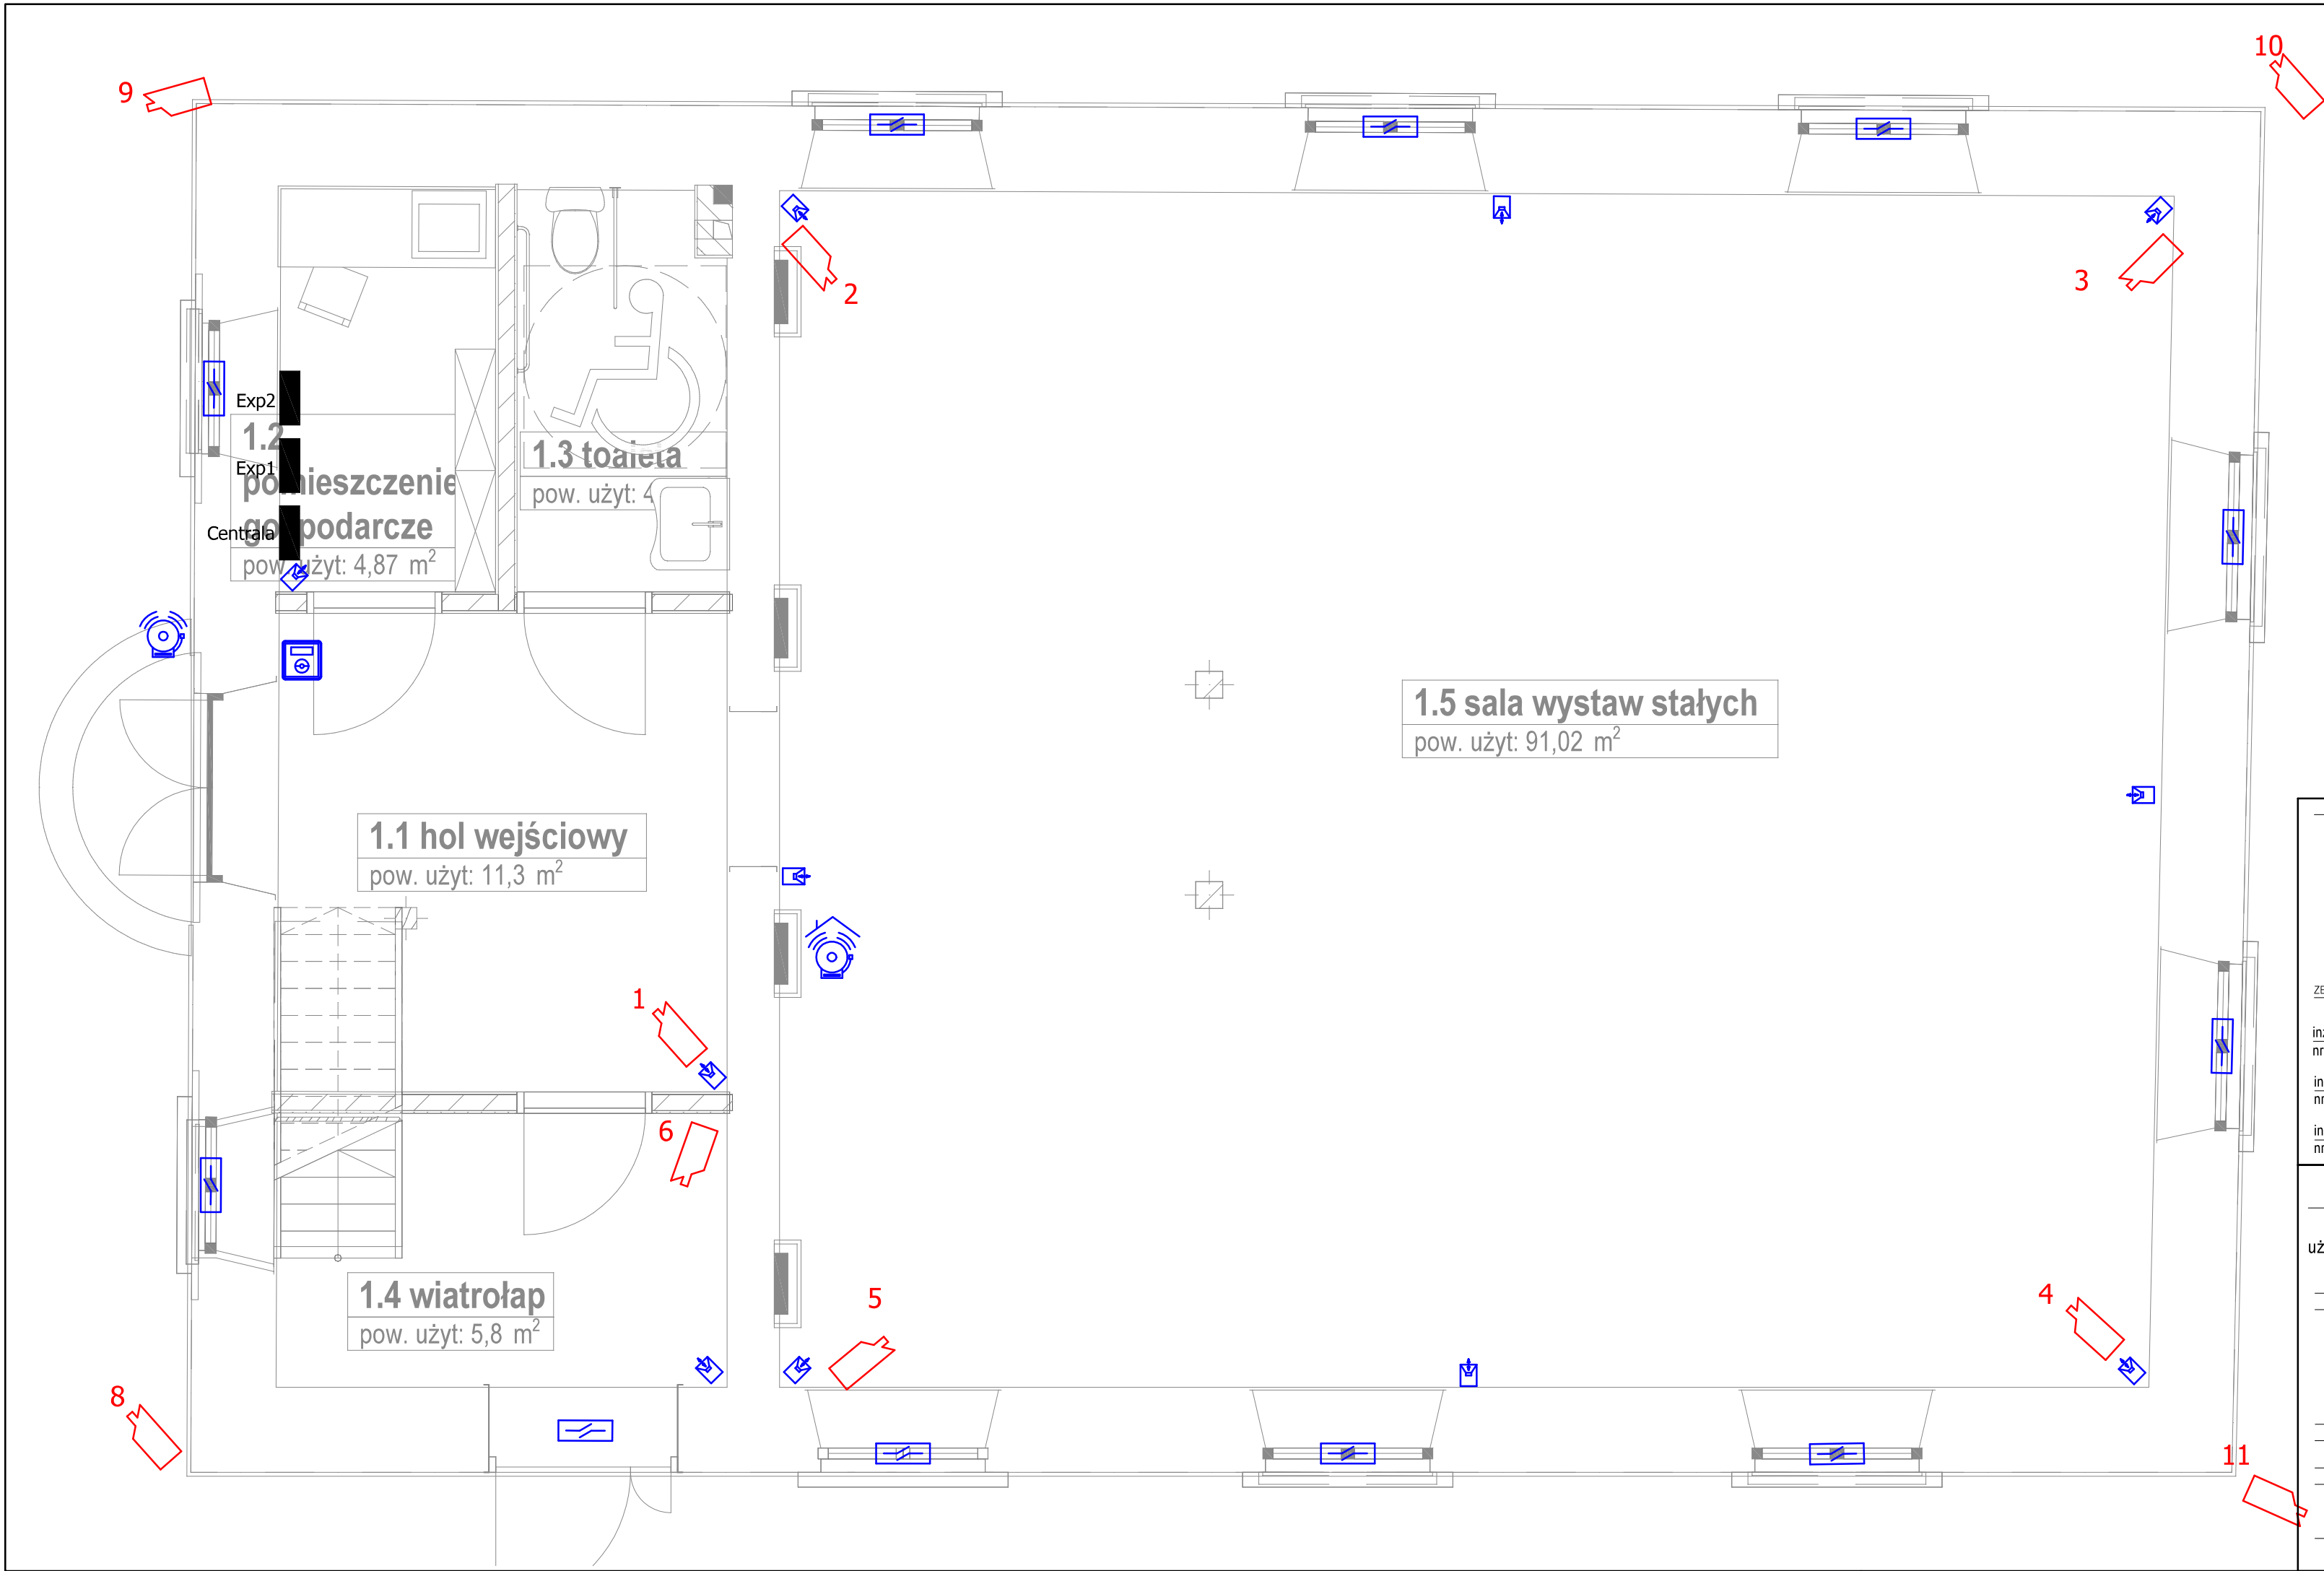 9
10
2
3
Exp2
1.2
Exp1
pomieszczenie
1.3 toaleta
pow. użyt: 4
gospodarcze
Centrala
pow. użyt: 4,87 m²
1.5 sala wystaw stałych
pow. użyt: 91,02 m²
1.1 hol wejściowy
pow. użyt: 11,3 m²
1
6
1.4 wiatrołap
pow. użyt: 5,8 m²
5
4
8
11